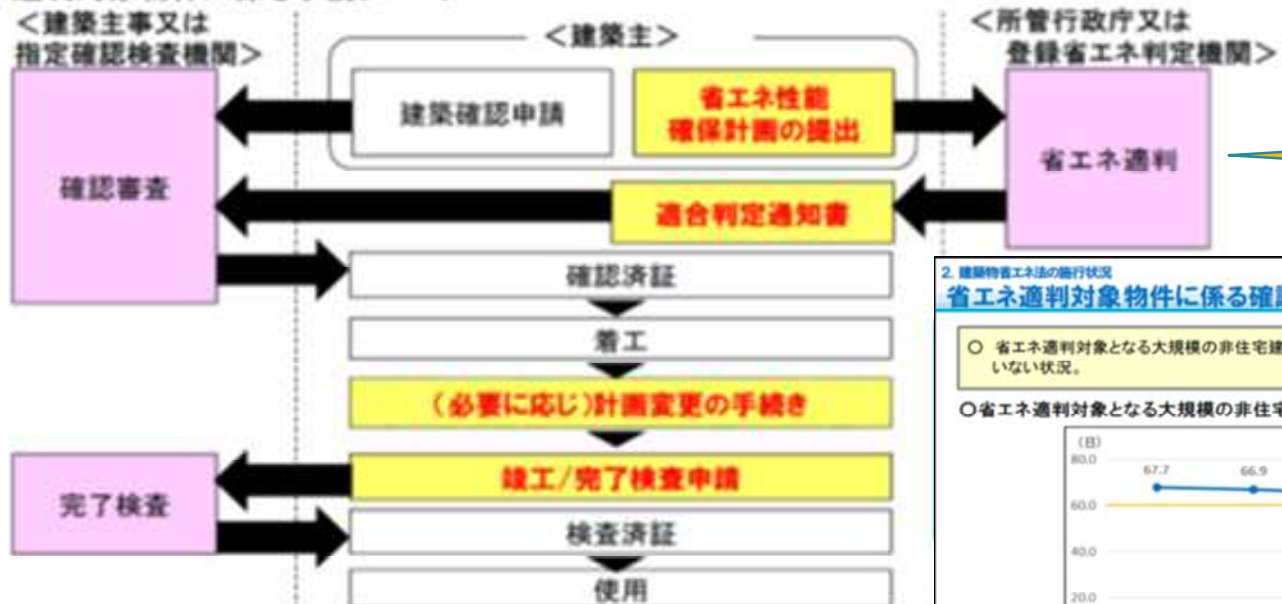 <建築主事又は
指定確認検査機関>
<建築主>
<所管行政庁又は
登録省エネ判定機関>
建築確認申請
省エネ性能
確保計画の提出
確認審査
省エネ適判
適合判定通知書
確認済証
着工
(必要に応じ)計画変更の手続き
竣工/完了検査申請
完了検査
検査済証
使用
2. 建築物省エネ法の施行状況
省エネ適判対象物件に係る確
○ 省エネ適判対象となる大規模の非住宅建
いない状況。
○省エネ適判対象となる大規模の非住宅
(日)
80.0
67.7
66.9
60.0
40.0
20.0